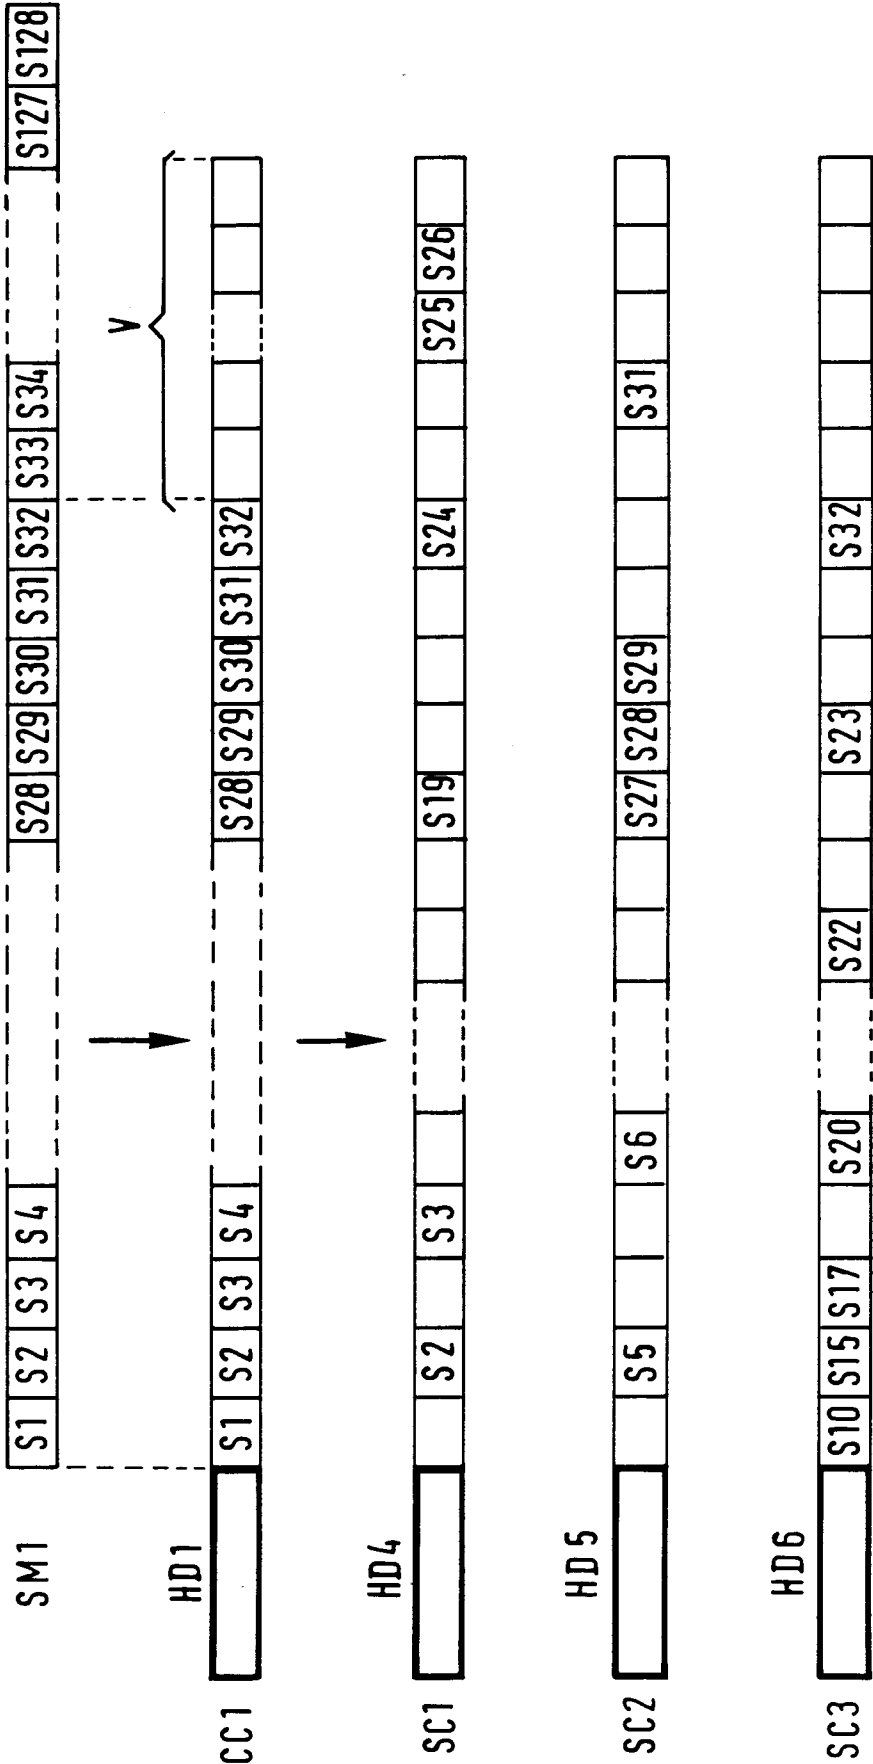 SM1 S1 S2 S3 S4 S28 S29 S30 S31 S32 S33 S34 S127 S128
V
HD1
CC1 S1 S2 S3 S4 S28 S29 S30 S31 S32
HD4
SC1 S2 S3 S19 S24 S25 S26
HD5
SC2 S5 S6 S27 S28 S29 S31
HD6
SC3 S10 S15 S17 S20 S22 S23 S32